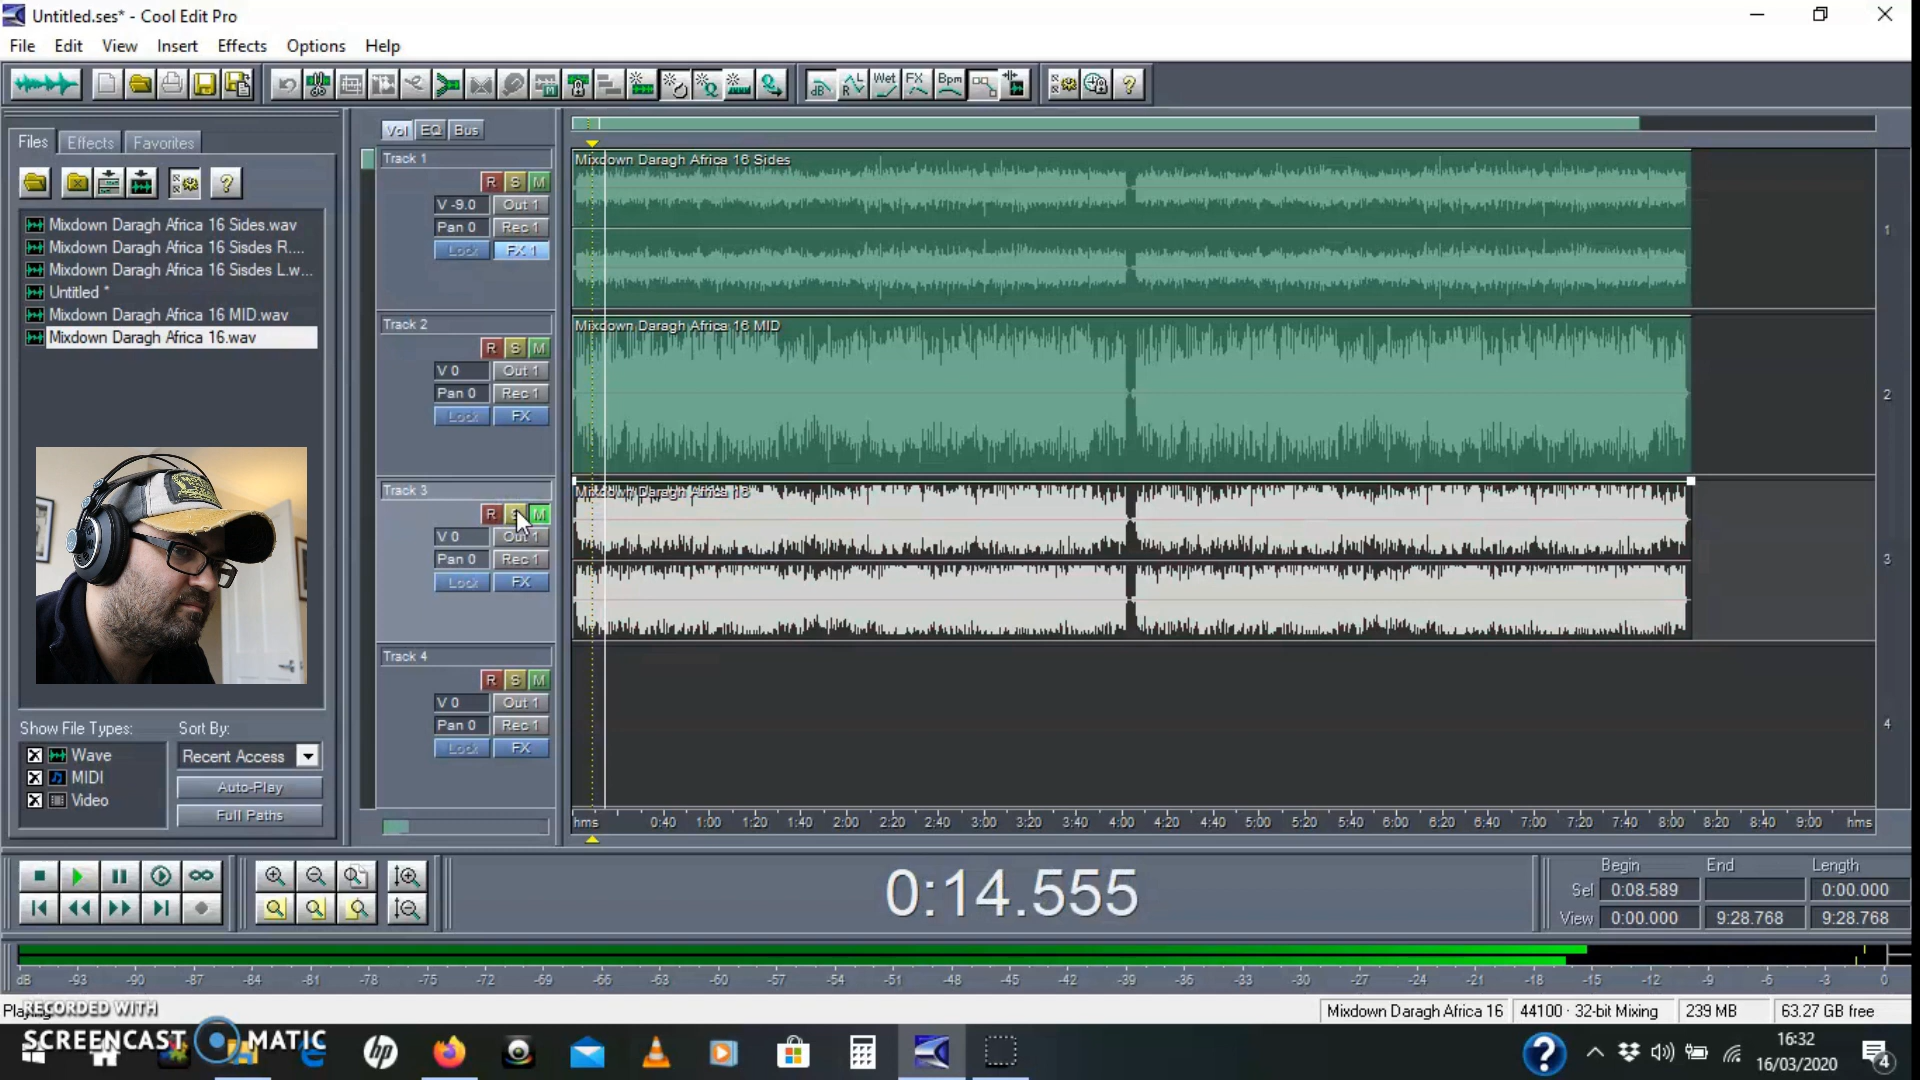 Untitled.ses* - Cool Edit Pro
File Edit View Insert Effects Options Help
Wet FX Bpm
dB L R
Files Effects Favorites
Mixdown Daragh Africa 16 Sides.wav
Mixdown Daragh Africa 16 Sisdes R....
Mixdown Daragh Africa 16 Sisdes L.w...
Untitled *
Mixdown Daragh Africa 16 MID.wav
Mixdown Daragh Africa 16.wav
Show File Types:
Wave
MIDI
Video
Sort By:
Recent Access
Auto-Play
Full Paths
Vol EQ Bus
Track 1
R S M
V -9.0 Out 1
Pan 0 Rec 1
Lock FX 1
Mixdown Daragh Africa 16 Sides
1
Track 2
R S M
V 0 Out 1
Pan 0 Rec 1
Lock FX
Mixdown Daragh Africa 16 MID
2
Track 3
R S M
V 0 Out 1
Pan 0 Rec 1
Lock FX
Mixdown Daragh Africa 16
3
Track 4
R S M
V 0 Out 1
Pan 0 Rec 1
Lock FX
4
hms 0:40 1:00 1:20 1:40 2:00 2:20 2:40 3:00 3:20 3:40 4:00 4:20 4:40 5:00 5:20 5:40 6:00 6:20 6:40 7:00 7:20 7:40 8:00 8:20 8:40 9:00 hms
0:14.555
Begin End Length
Sel 0:08.589 0:00.000
View 0:00.000 9:28.768 9:28.768
dB -93 -90 -87 -84 -81 -78 -75 -72 -69 -66 -63 -60 -57 -54 -51 -48 -45 -42 -39 -36 -33 -30 -27 -24 -21 -18 -15 -12 -9 -6 -3 0
Playing
Mixdown Daragh Africa 16 44100 · 32-bit Mixing 239 MB 63.27 GB free
RECORDED WITH
SCREENCAST MATIC
hp
16:32
16/03/2020
4